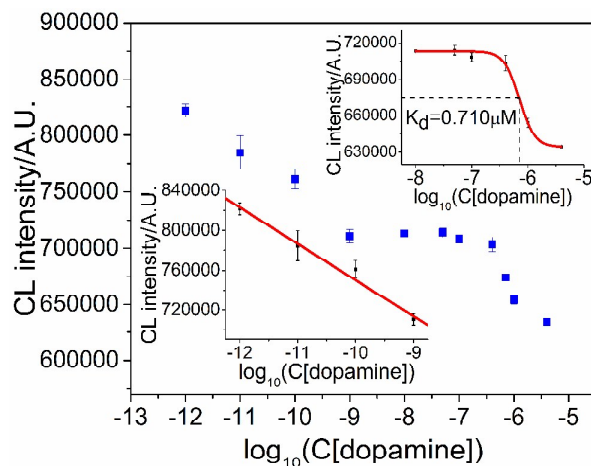 900000
850000
800000
750000
700000
650000
600000
CL intensity/A.U.
-13 -12 -11 -10 -9 -8 -7 -6 -5
log₁₀(C[dopamine])
720000
690000
660000
630000
CL intensity/A.U.
K_d=0.710μM
-8 -7 -6 -5
log₁₀(C[dopamine])
840000
800000
760000
720000
CL intensity/A.U.
-12 -11 -10 -9
log₁₀(C[dopamine])